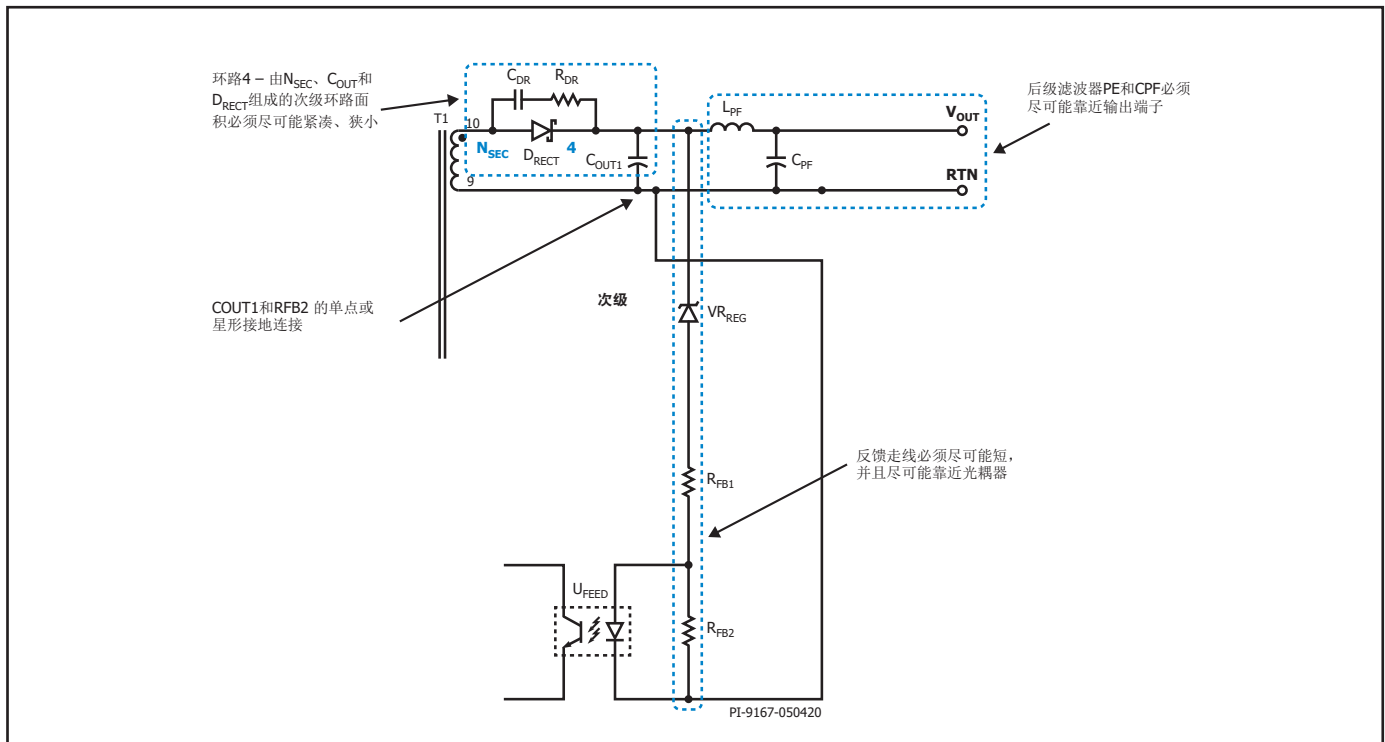 环路4 – 由NSEC、COUT和
DRECT组成的次级环路面
积必须尽可能紧凑、狭小
T1
10
CDR
RDR
NSEC
DRECT
4
COUT1
9
LPF
CPF
VOUT
RTN
后级滤波器PE和CPF必须
尽可能靠近输出端子
COUT1和RFB2 的单点或
星形接地连接
次级
VRREG
RFB1
反馈走线必须尽可能短，
并且尽可能靠近光耦器
UFEED
RFB2
PI-9167-050420